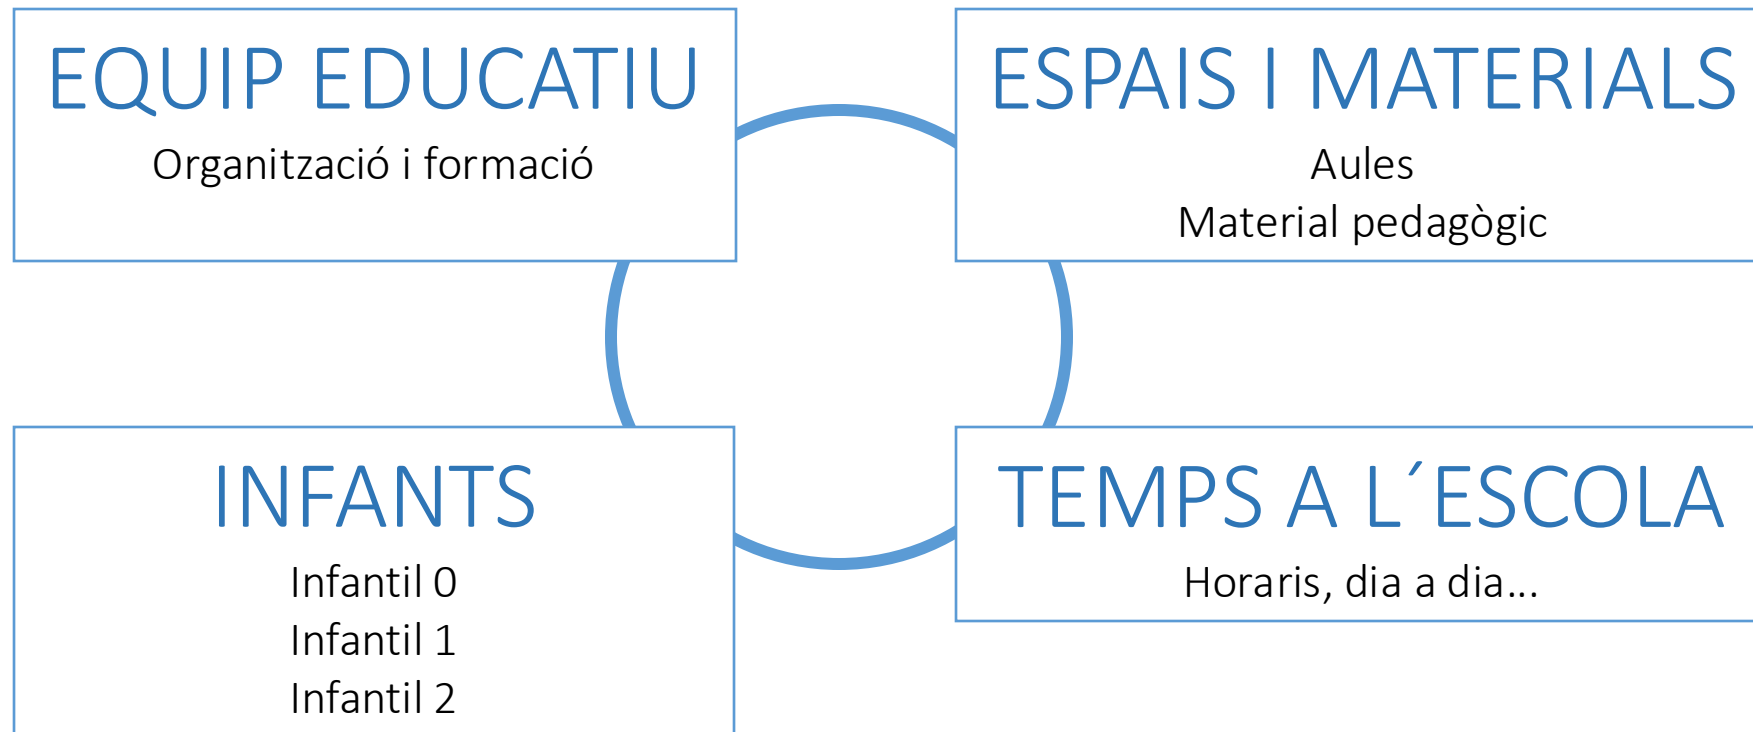 EQUIP EDUCATIU
Organització i formació
ESPAIS I MATERIALS
Aules
Material pedagògic
INFANTS
Infantil 0
Infantil 1
Infantil 2
TEMPS A L´ESCOLA
Horaris, dia a dia...